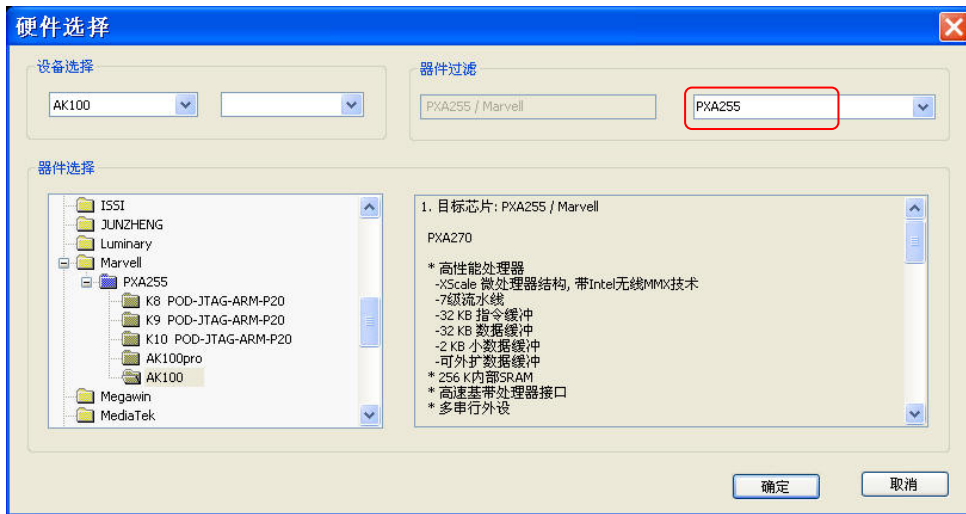 硬件选择
设备选择
器件过滤
AK100
PXA255 / Marvell
PXA255
器件选择
ISSI
JUNZHENG
Luminary
Marvell
PXA255
K8 POD-JTAG-ARM-P20
K9 POD-JTAG-ARM-P20
K10 POD-JTAG-ARM-P20
AK100pro
AK100
Megawin
MediaTek
1. 目标芯片: PXA255 / Marvell
PXA270
* 高性能处理器
-XScale 微处理器结构, 带Intel无线MMX技术
-7级流水线
-32 KB 指令缓冲
-32 KB 数据缓冲
-2 KB 小数据缓冲
-可外扩数据缓冲
* 256 K内部SRAM
* 高速基带处理器接口
* 多串行外设
确定
取消